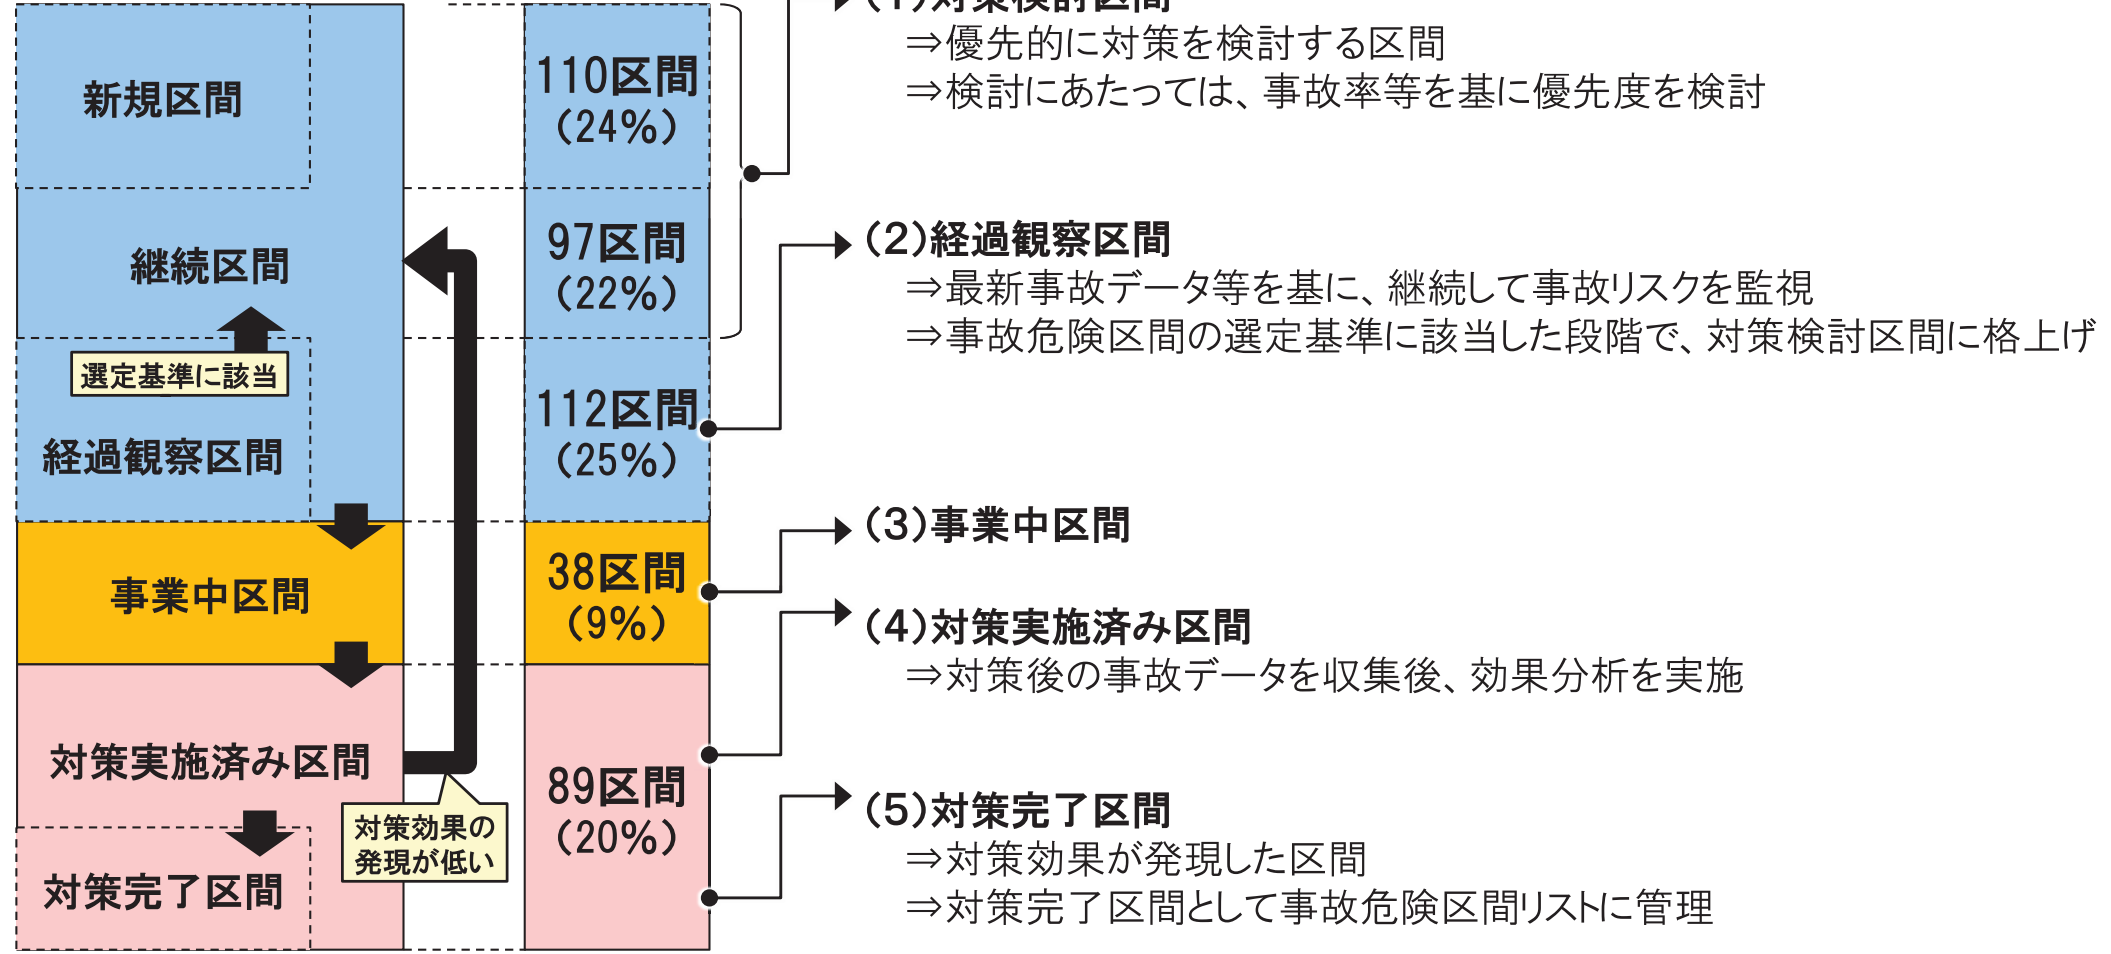 新規区間
継続区間
選定基準に該当
経過観察区間
事業中区間
対策実施済み区間
対策効果の
発現が低い
対策完了区間
110区間
(24%)
97区間
(22%)
112区間
(25%)
38区間
(9%)
89区間
(20%)
(1)対策検討区間
⇒優先的に対策を検討する区間
⇒検討にあたっては、事故率等を基に優先度を検討
(2)経過観察区間
⇒最新事故データ等を基に、継続して事故リスクを監視
⇒事故危険区間の選定基準に該当した段階で、対策検討区間に格上げ
(3)事業中区間
(4)対策実施済み区間
⇒対策後の事故データを収集後、効果分析を実施
(5)対策完了区間
⇒対策効果が発現した区間
⇒対策完了区間として事故危険区間リストに管理